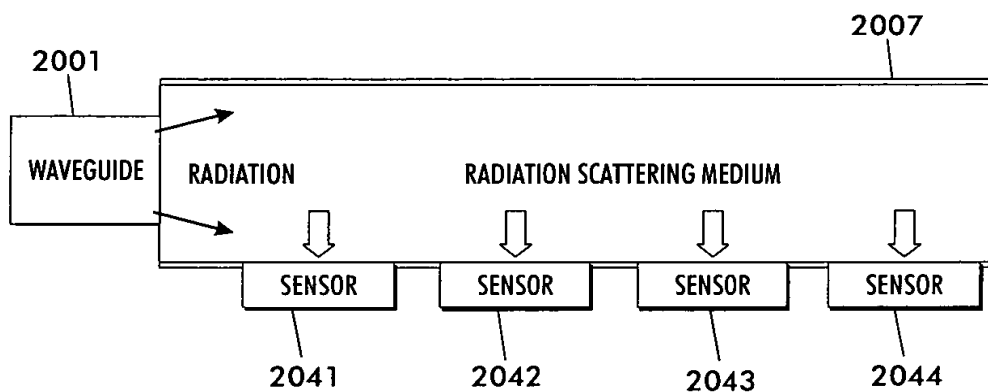 2007
2001
WAVEGUIDE
RADIATION
RADIATION SCATTERING MEDIUM
SENSOR
SENSOR
SENSOR
SENSOR
2041
2042
2043
2044